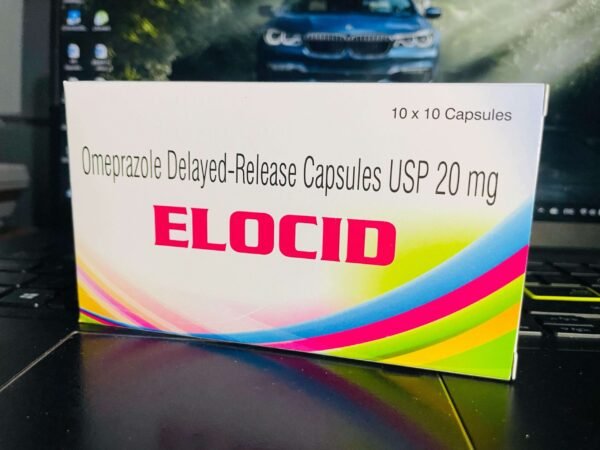 10 x 10 Capsules
Omeprazole Delayed-Release Capsules USP 20 mg
ELOCID